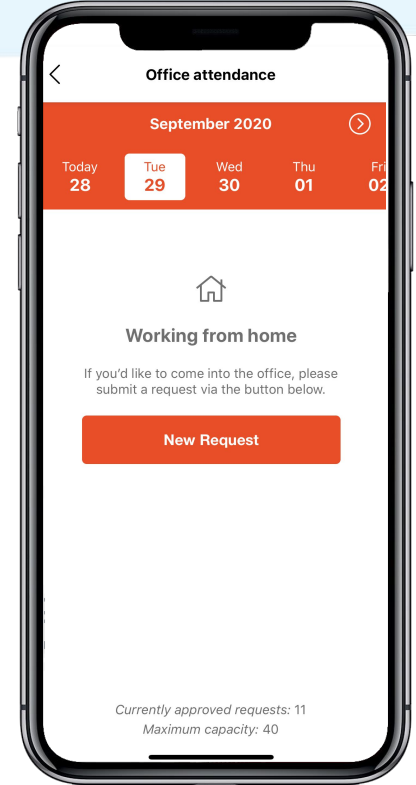 Office attendance
September 2020
Today Tue Wed Thu Fri
28 29 30 01 02
Working from home
If you'd like to come into the office, please
submit a request via the button below.
New Request
Currently approved requests: 11
Maximum capacity: 40